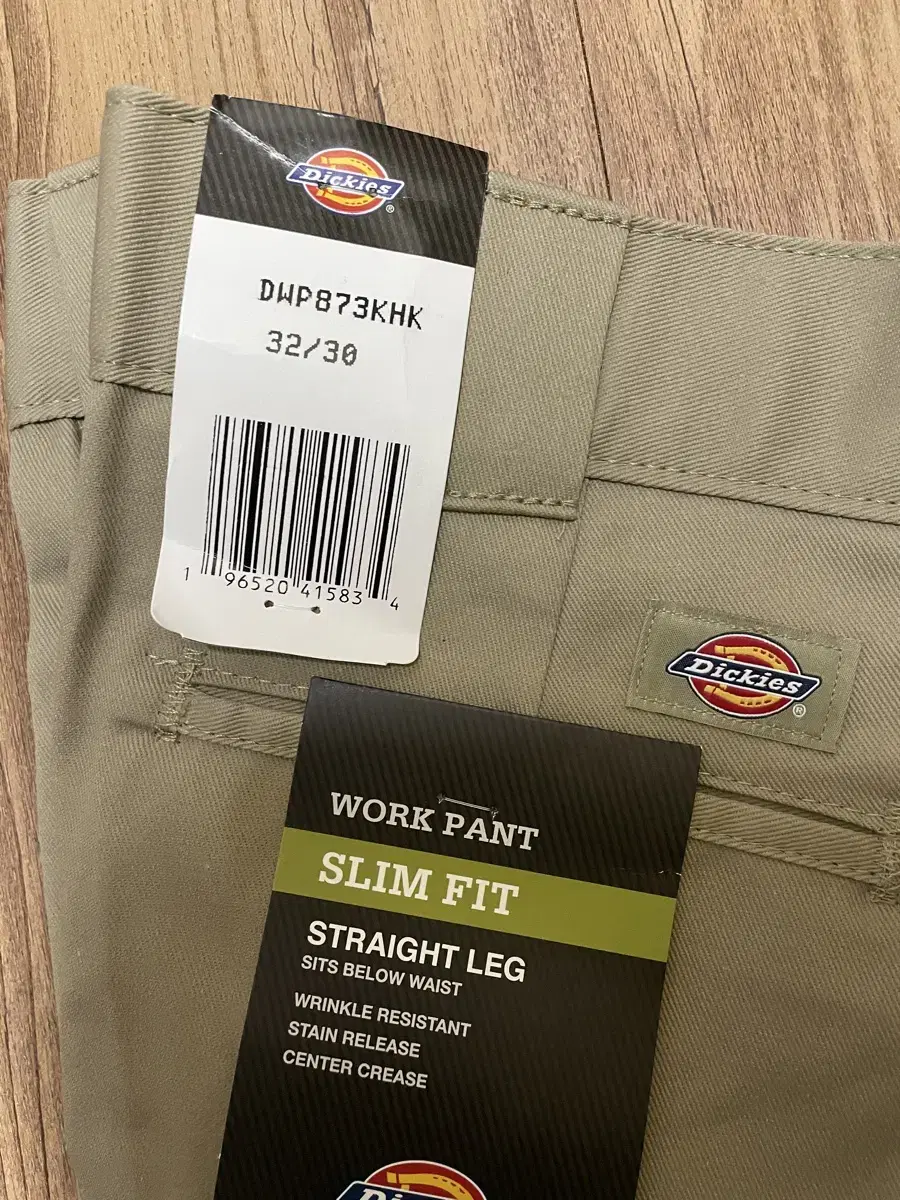 Dickies
®
DWP873KHK
32/30
1 96520 41583 4
Dickies
®
WORK PANT
SLIM FIT
STRAIGHT LEG
SITS BELOW WAIST
WRINKLE RESISTANT
STAIN RELEASE
CENTER CREASE